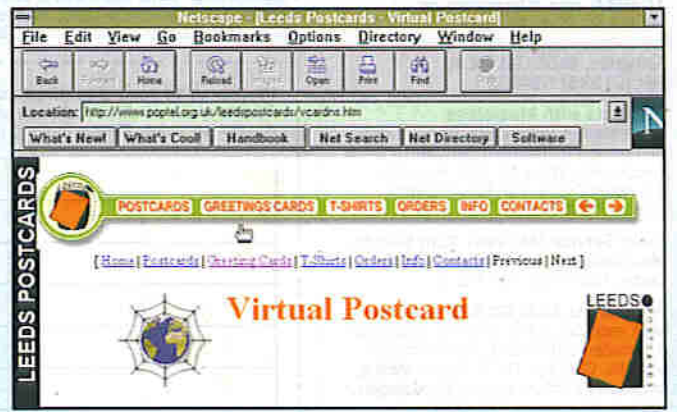 Netscape - [Leeds Postcards - Virtual Postcard]
File Edit View Go Bookmarks Options Directory Window Help
Back Forward Home Reload Images Open Print Find Stop
Location: http://www.poptel.org.uk/leedspostcards/vcardns.htm
What's New! What's Cool! Handbook Net Search Net Directory Software
N
LEEDS POSTCARDS
LEEDS
POSTCARDS GREETINGS CARDS T-SHIRTS ORDERS INFO CONTACTS
[ Home | Postcards | Greeting Cards | T-Shirts | Orders | Info | Contacts | Previous | Next ]
Virtual Postcard
LEEDS